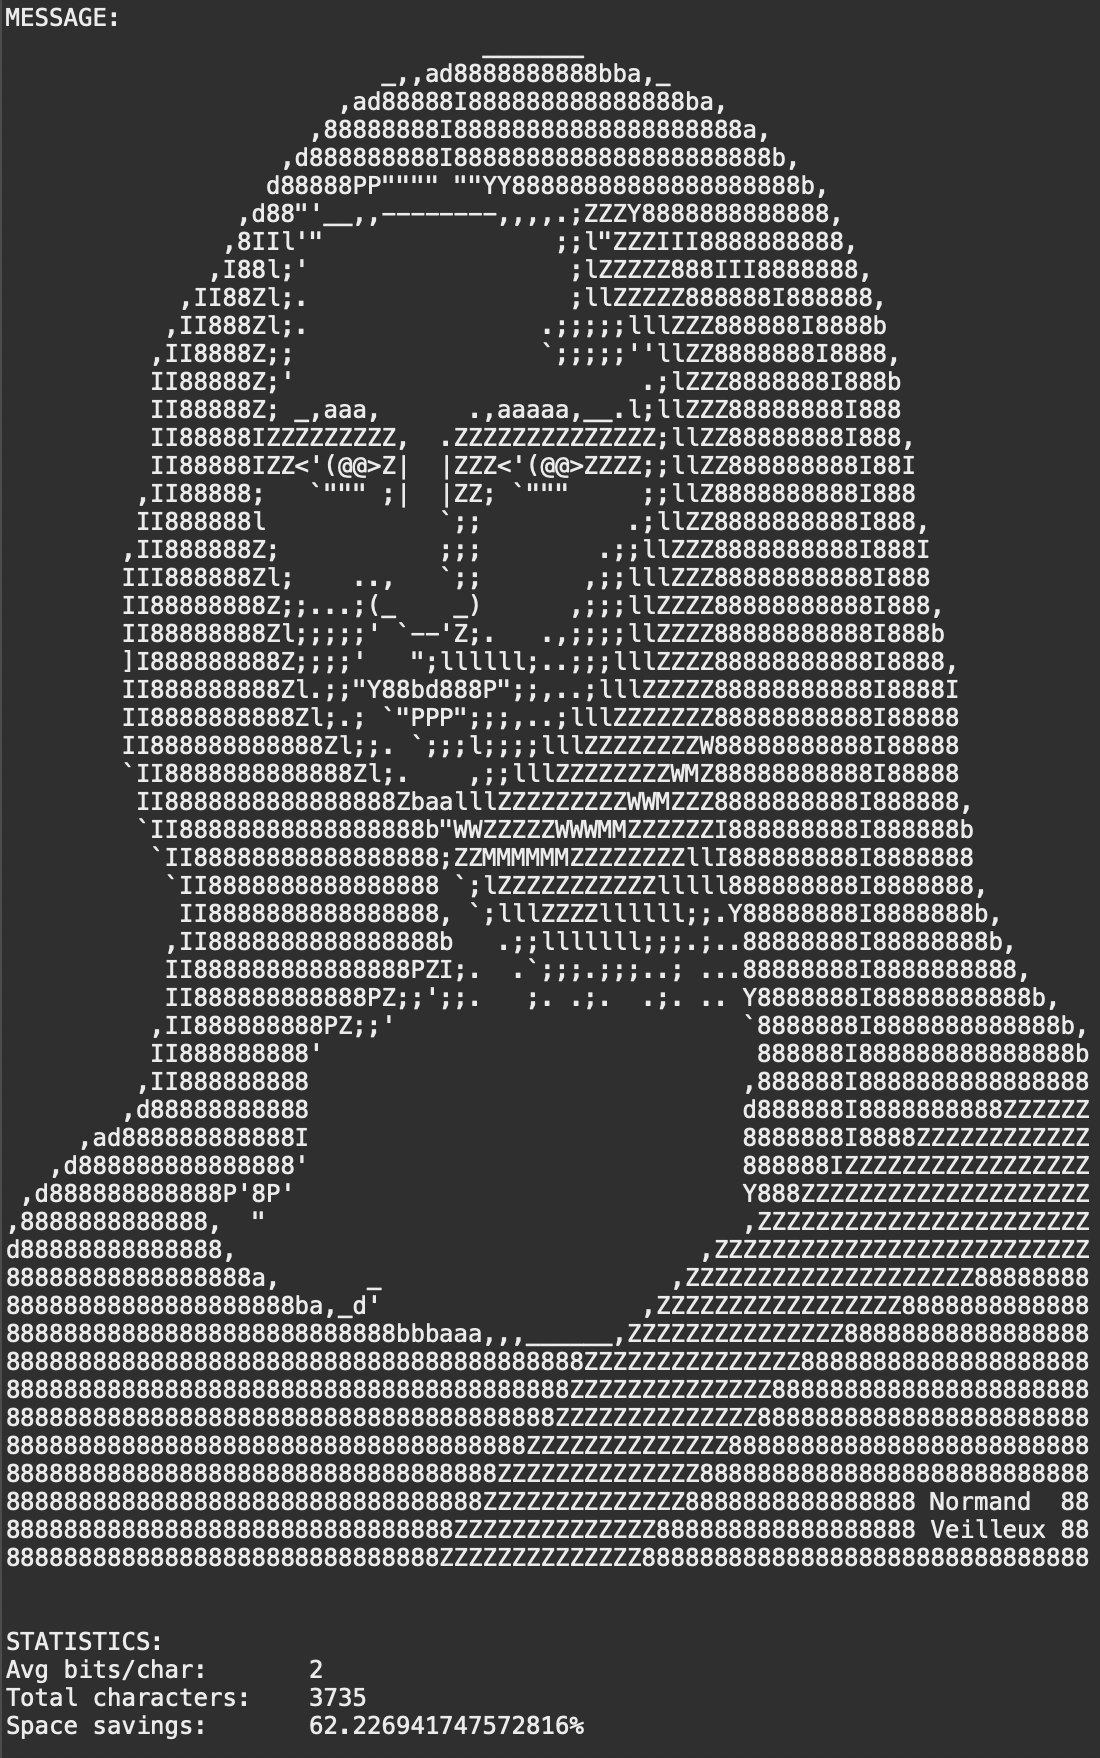 MESSAGE:
Normand
Veilleux
STATISTICS:
Avg bits/char: 2
Total characters: 3735
Space savings: 62.226941747572816%